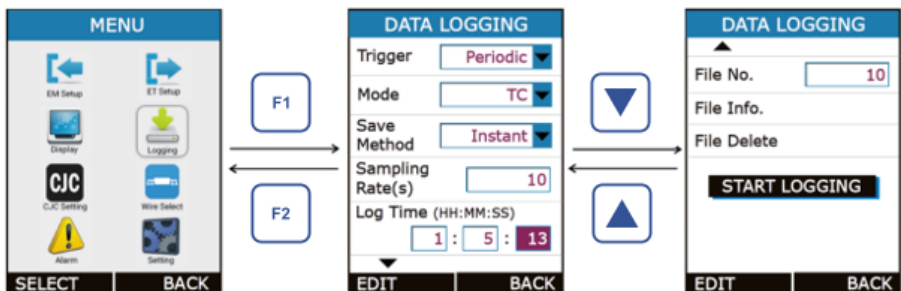 MENU
EM Setup
ET Setup
Display
Logging
CJC
CJC Setting
Wire Select
Alarm
Setting
SELECT BACK
F1
F2
DATA LOGGING
Trigger Periodic
Mode TC
Save
Method Instant
Sampling
Rate(s) 10
Log Time (HH:MM:SS)
1 : 5 : 13
EDIT BACK
DATA LOGGING
File No. 10
File Info.
File Delete
START LOGGING
EDIT BACK